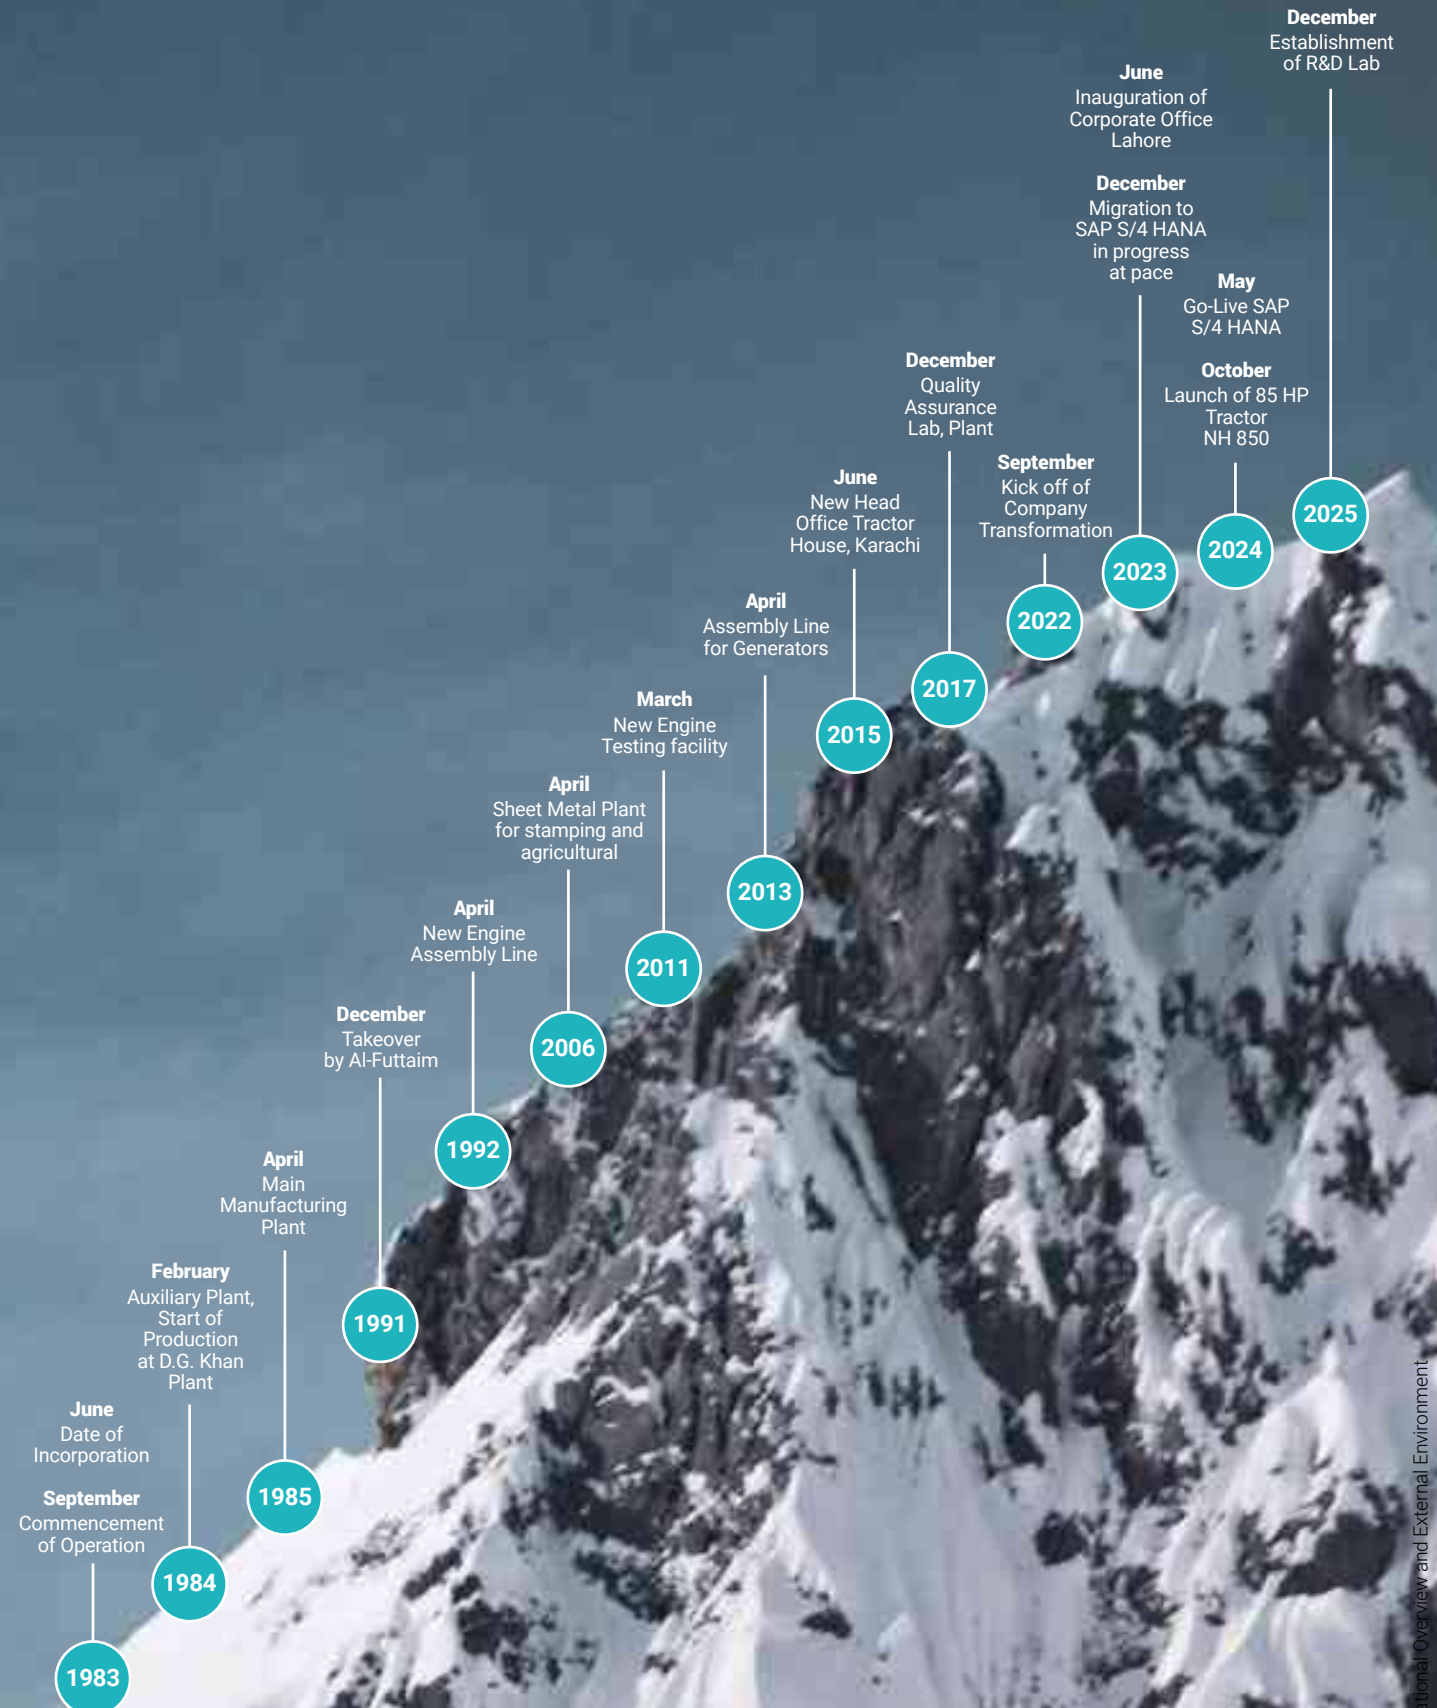 June
Date of
Incorporation
September
Commencement
of Operation
1983
February
Auxiliary Plant,
Start of
Production
at D.G. Khan
Plant
1984
April
Main
Manufacturing
Plant
1985
December
Takeover
by Al-Futtaim
1991
April
New Engine
Assembly Line
1992
April
Sheet Metal Plant
for stamping and
agricultural
2006
March
New Engine
Testing facility
2011
April
Assembly Line
for Generators
2013
June
New Head
Office Tractor
House, Karachi
2015
December
Quality
Assurance
Lab, Plant
2017
September
Kick off of
Company
Transformation
2022
June
Inauguration of
Corporate Office
Lahore
December
Migration to
SAP S/4 HANA
in progress
at pace
2023
May
Go-Live SAP
S/4 HANA
October
Launch of 85 HP
Tractor
NH 850
2024
December
Establishment
of R&D Lab
2025
Overview and External Environment